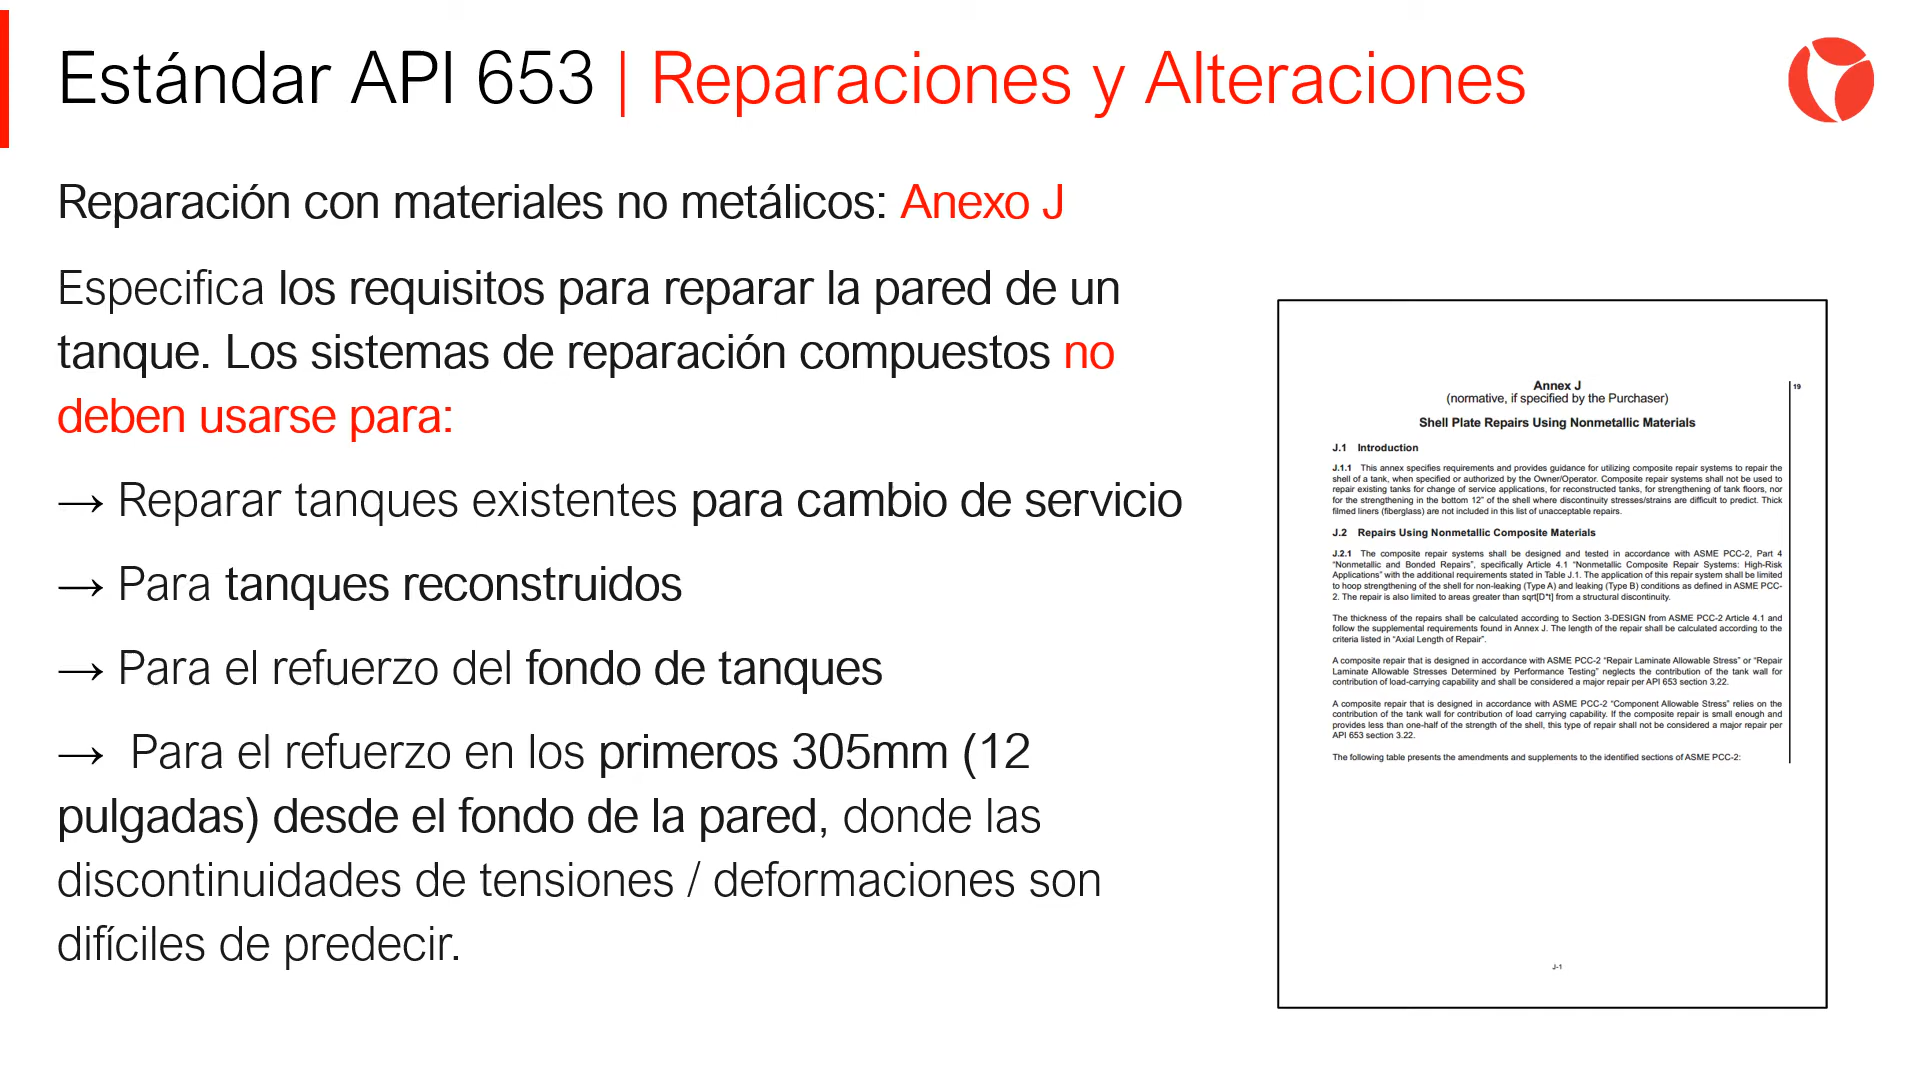 Estándar API 653 | Reparaciones y Alteraciones
Reparación con materiales no metálicos: Anexo J
Especifica los requisitos para reparar la pared de un
tanque. Los sistemas de reparación compuestos no
deben usarse para:
→ Reparar tanques existentes para cambio de servicio
→ Para tanques reconstruidos
→ Para el refuerzo del fondo de tanques
→ Para el refuerzo en los primeros 305mm (12
pulgadas) desde el fondo de la pared, donde las
discontinuidades de tensiones / deformaciones son
difíciles de predecir.
Annex J
19
(normative, if specified by the Purchaser)
Shell Plate Repairs Using Nonmetallic Materials
J.1 Introduction
J.1.1 This annex specifies requirements and provides guidance for utilizing composite repair systems to repair the
shell of a tank, when specified or authorized by the Owner/Operator. Composite repair systems shall not be used to
repair existing tanks for change of service applications, for reconstructed tanks, for strengthening of tank floors, nor
for the strengthening in the bottom 12" of the shell where discontinuity stresses/strains are difficult to predict. Thick
filmed liners (fiberglass) are not included in this list of unacceptable repairs.
J.2 Repairs Using Nonmetallic Composite Materials
J.2.1 The composite repair systems shall be designed and tested in accordance with ASME PCC-2, Part 4
"Nonmetallic and Bonded Repairs", specifically Article 4.1 "Nonmetallic Composite Repair Systems: High-Risk
Applications" with the additional requirements stated in Table J.1. The application of this repair system shall be limited
to hoop strengthening of the shell for non-leaking (Type A) and leaking (Type B) conditions as defined in ASME PCC-
2. The repair is also limited to areas greater than sqrt[D*t] from a structural discontinuity.
The thickness of the repairs shall be calculated according to Section 3-DESIGN from ASME PCC-2 Article 4.1 and
follow the supplemental requirements found in Annex J. The length of the repair shall be calculated according to the
criteria listed in "Axial Length of Repair".
A composite repair that is designed in accordance with ASME PCC-2 "Repair Laminate Allowable Stress" or "Repair
Laminate Allowable Stresses Determined by Performance Testing" neglects the contribution of the tank wall for
contribution of load-carrying capability and shall be considered a major repair per API 653 section 3.22.
A composite repair that is designed in accordance with ASME PCC-2 "Component Allowable Stress" relies on the
contribution of the tank wall for contribution of load carrying capability. If the composite repair is small enough and
provides less than one-half of the strength of the shell, this type of repair shall not be considered a major repair per
API 653 section 3.22.
The following table presents the amendments and supplements to the identified sections of ASME PCC-2:
J-1